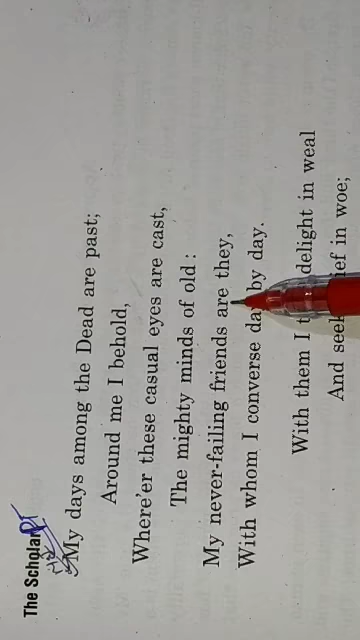 The Scholar
My days among the Dead are past;
Around me I behold,
Where'er these casual eyes are cast,
The mighty minds of old :
My never-failing friends are they,
With whom I converse day by day.
With them I delight in weal
And seek in woe;